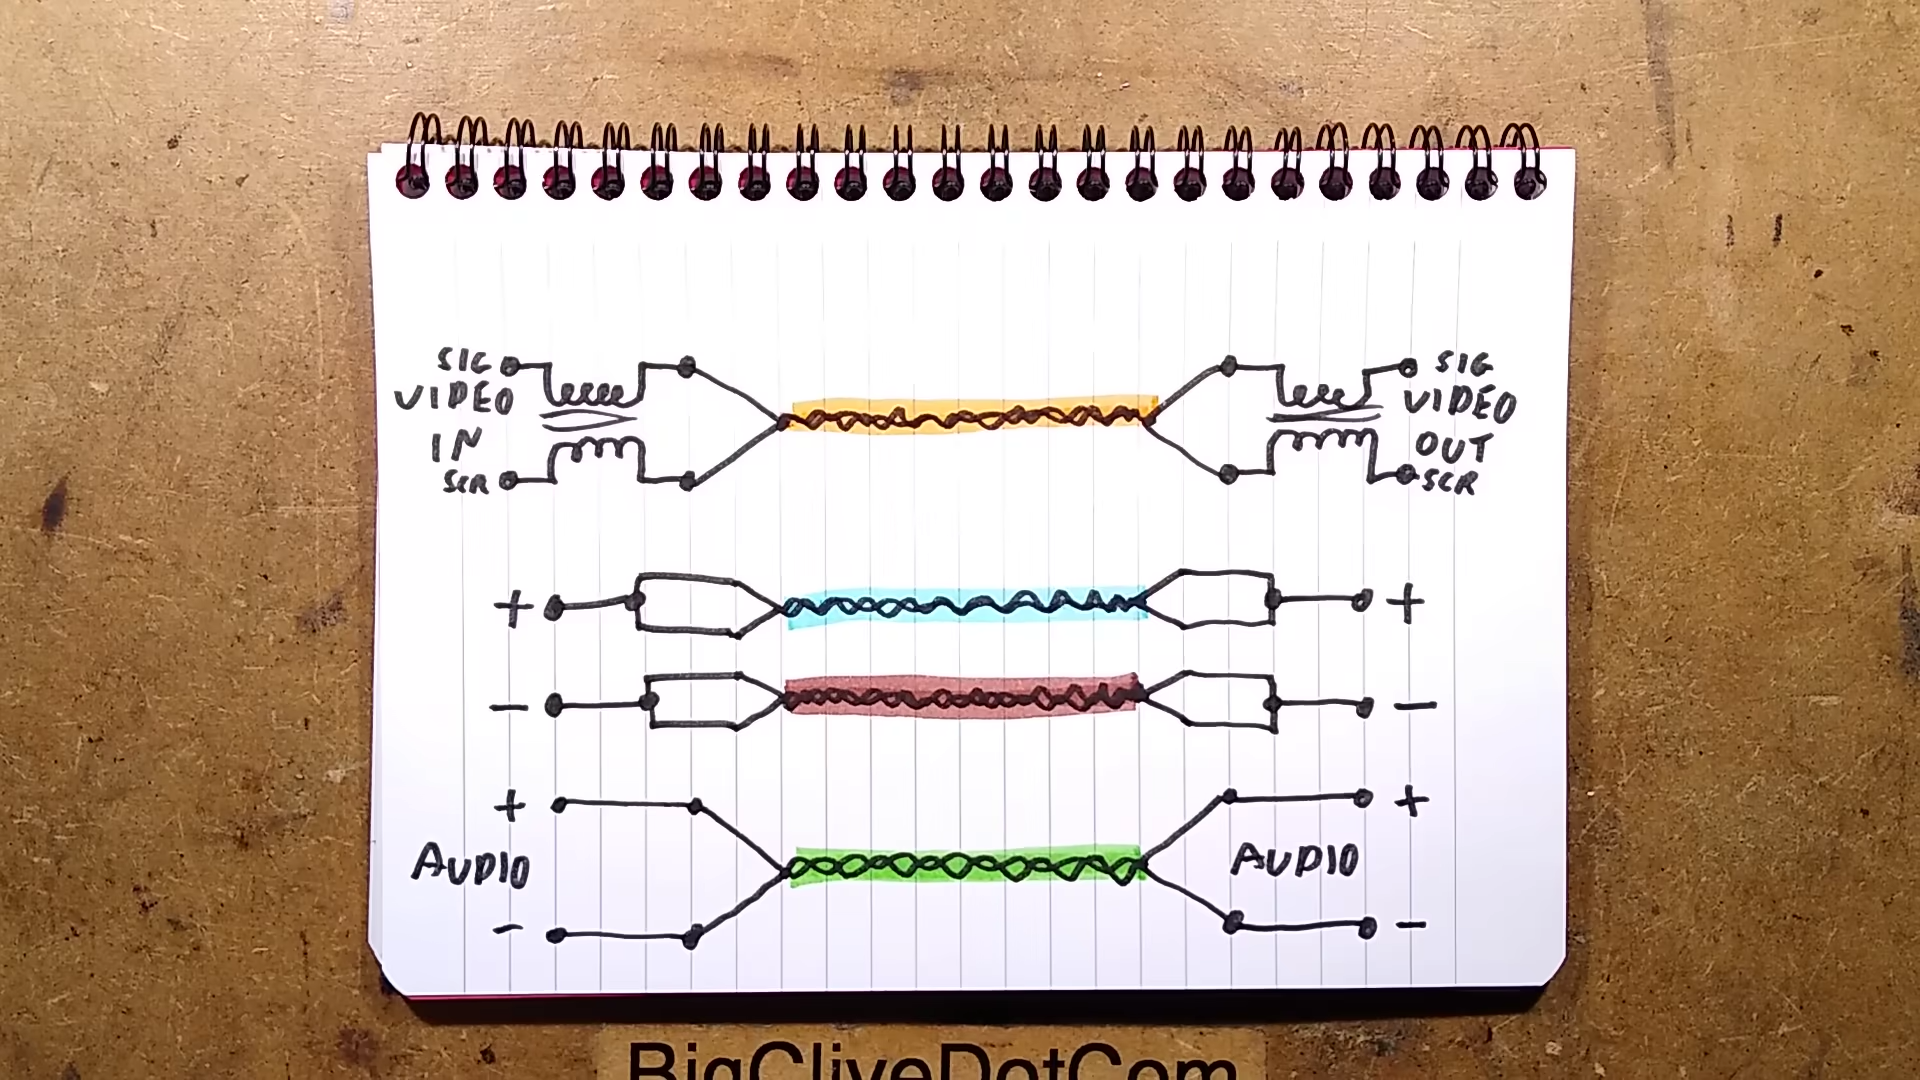 SIG
VIDEO
IN
SCR
SIG
VIDEO
OUT
SCR
+ +
- -
+ +
AUDIO AUDIO
- -
BigCliveDotCom